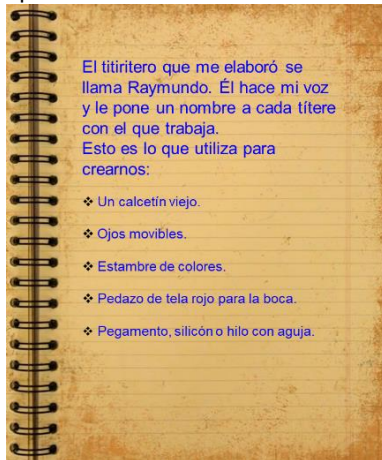 El titiritero que me elaboró se
llama Raymundo. Él hace mi voz
y le pone un nombre a cada títere
con el que trabaja.
Esto es lo que utiliza para
crearnos:
❖ Un calcetín viejo.
❖ Ojos movibles.
❖ Estambre de colores.
❖ Pedazo de tela rojo para la boca.
❖ Pegamento, silicón o hilo con aguja.